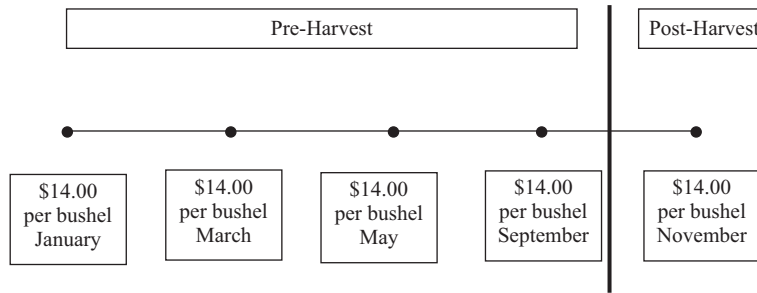 Pre-Harvest
Post-Harvest
$14.00
per bushel
January
$14.00
per bushel
March
$14.00
per bushel
May
$14.00
per bushel
September
$14.00
per bushel
November